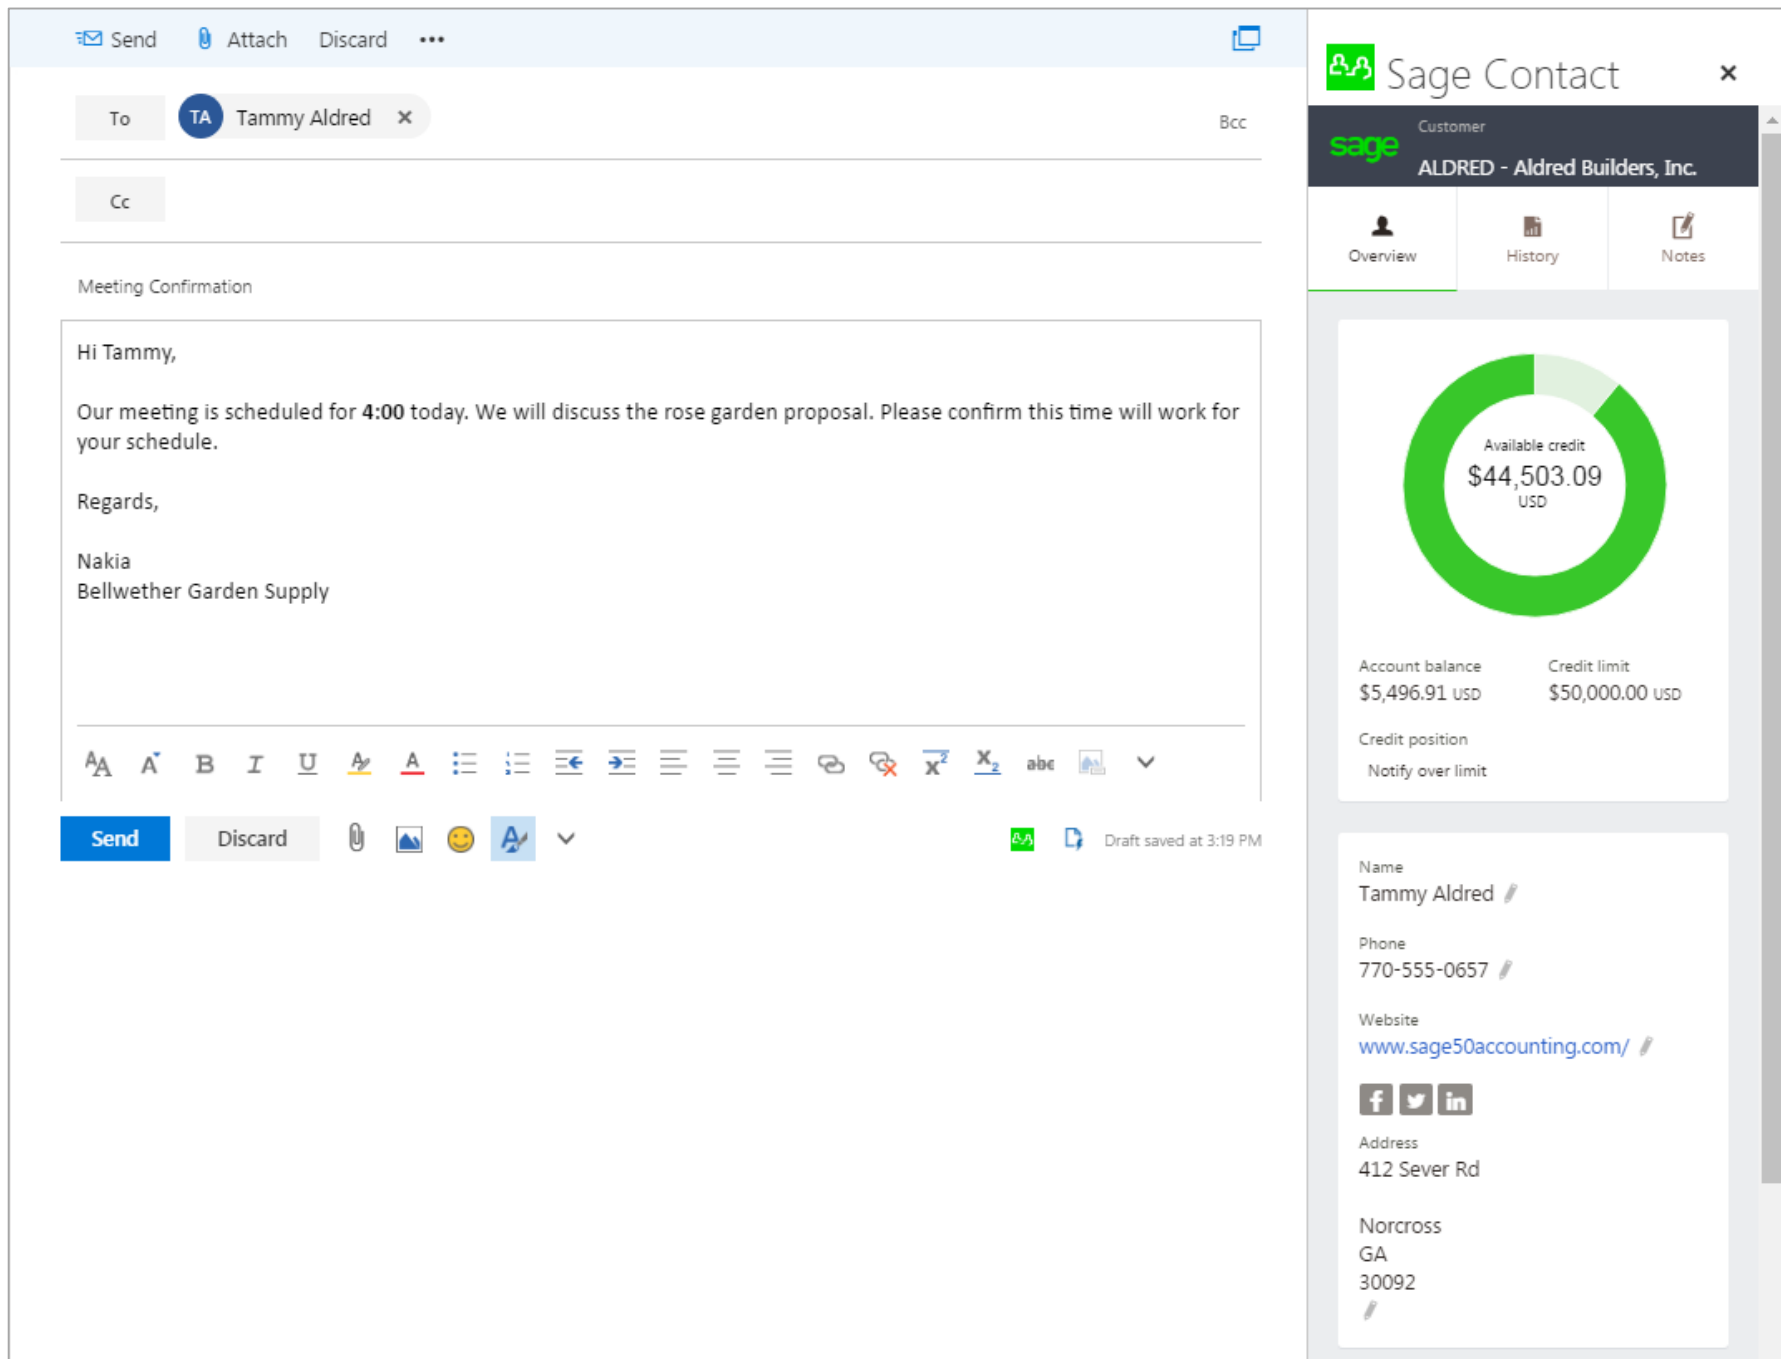 Send Attach Discard •••
To TA Tammy Aldred × Bcc
Cc
Meeting Confirmation
Hi Tammy,
Our meeting is scheduled for 4:00 today. We will discuss the rose garden proposal. Please confirm this time will work for
your schedule.
Regards,
Nakia
Bellwether Garden Supply
AA A B I U A A x² x₂ abc
Send Discard A Draft saved at 3:19 PM
Sage Contact ×
sage
Customer
ALDRED - Aldred Builders, Inc.
Overview History Notes
Available credit
$44,503.09
USD
Account balance Credit limit
$5,496.91 USD $50,000.00 USD
Credit position
Notify over limit
Name
Tammy Aldred
Phone
770-555-0657
Website
www.sage50accounting.com/
f in
Address
412 Sever Rd
Norcross
GA
30092